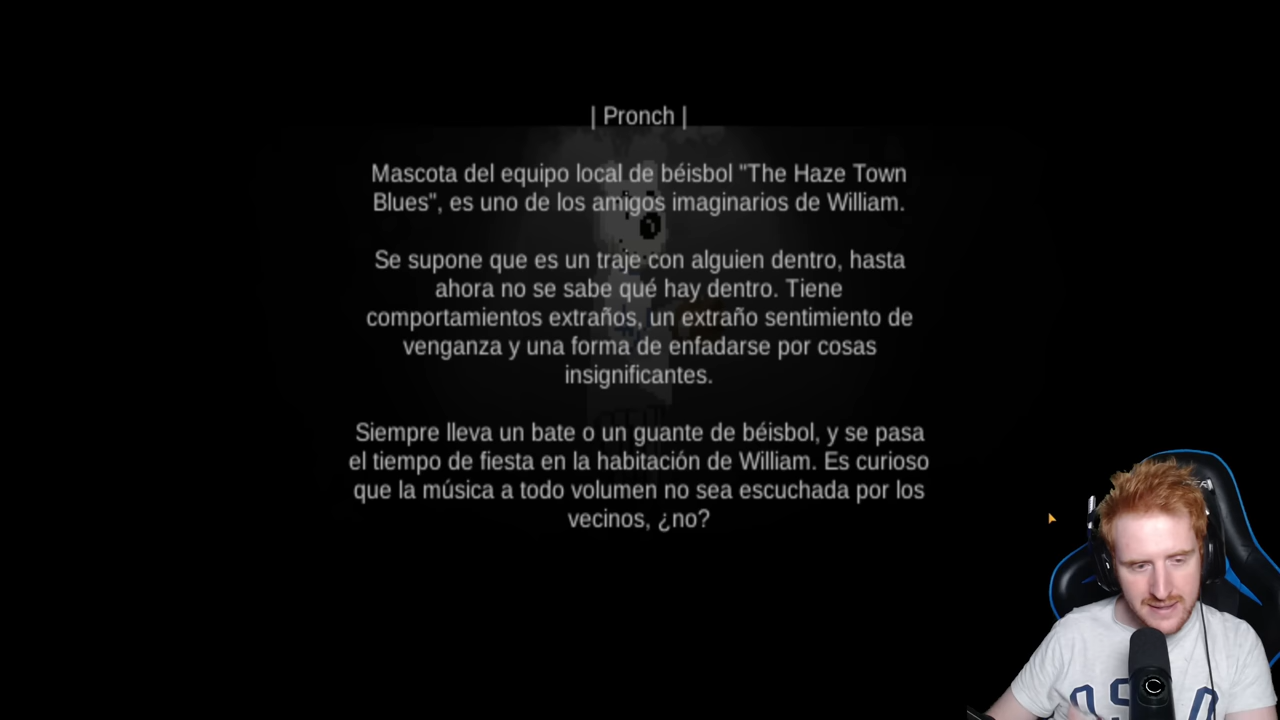 | Pronch |
Mascota del equipo local de béisbol "The Haze Town
Blues", es uno de los amigos imaginarios de William.
Se supone que es un traje con alguien dentro, hasta
ahora no se sabe qué hay dentro. Tiene
comportamientos extraños, un extraño sentimiento de
venganza y una forma de enfadarse por cosas
insignificantes.
Siempre lleva un bate o un guante de béisbol, y se pasa
el tiempo de fiesta en la habitación de William. Es curioso
que la música a todo volumen no sea escuchada por los
vecinos, ¿no?